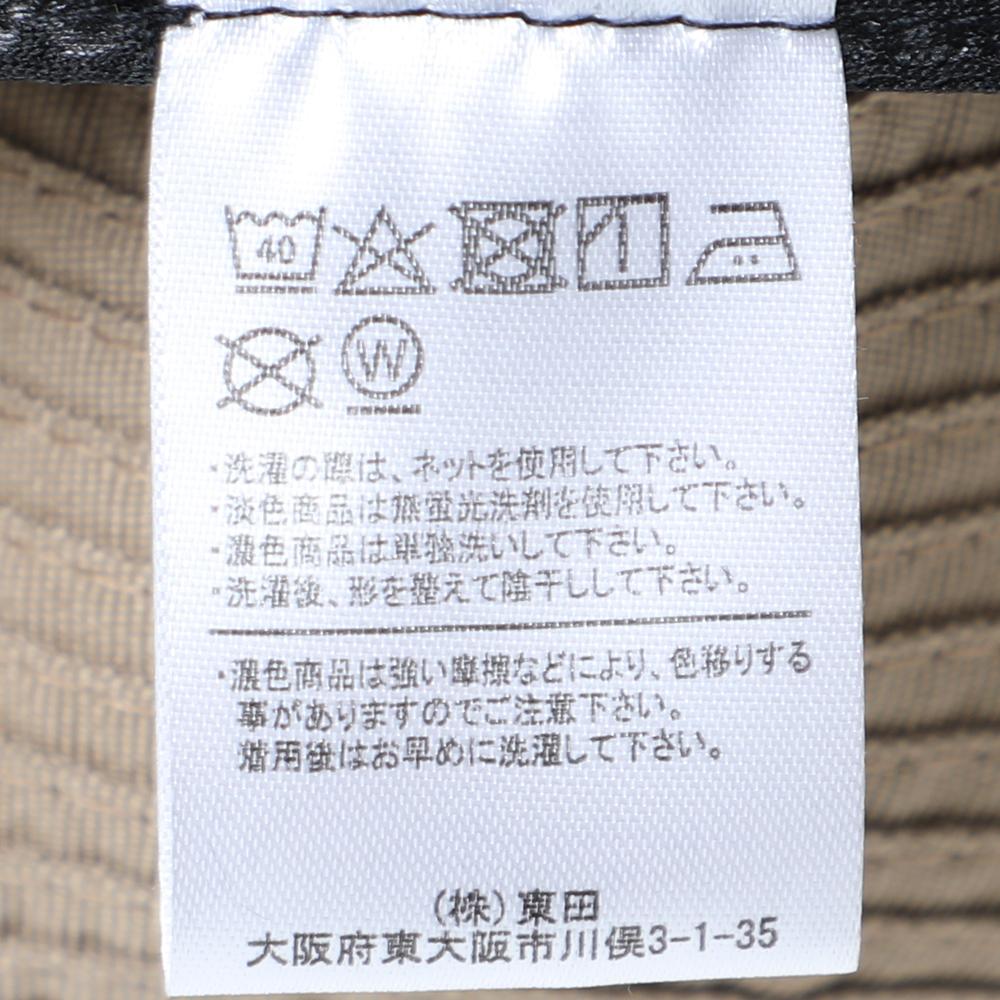 40
W
・洗濯の際は、ネットを使用して下さい。
・淡色商品は無蛍光洗剤を使用して下さい。
・濃色商品は単独洗いして下さい。
・洗濯後、形を整えて陰干しして下さい。
・濃色商品は強い摩擦などにより、色移りする
事がありますのでご注意下さい。
着用後はお早めに洗濯して下さい。
(株)東田
大阪府東大阪市川俣3-1-35